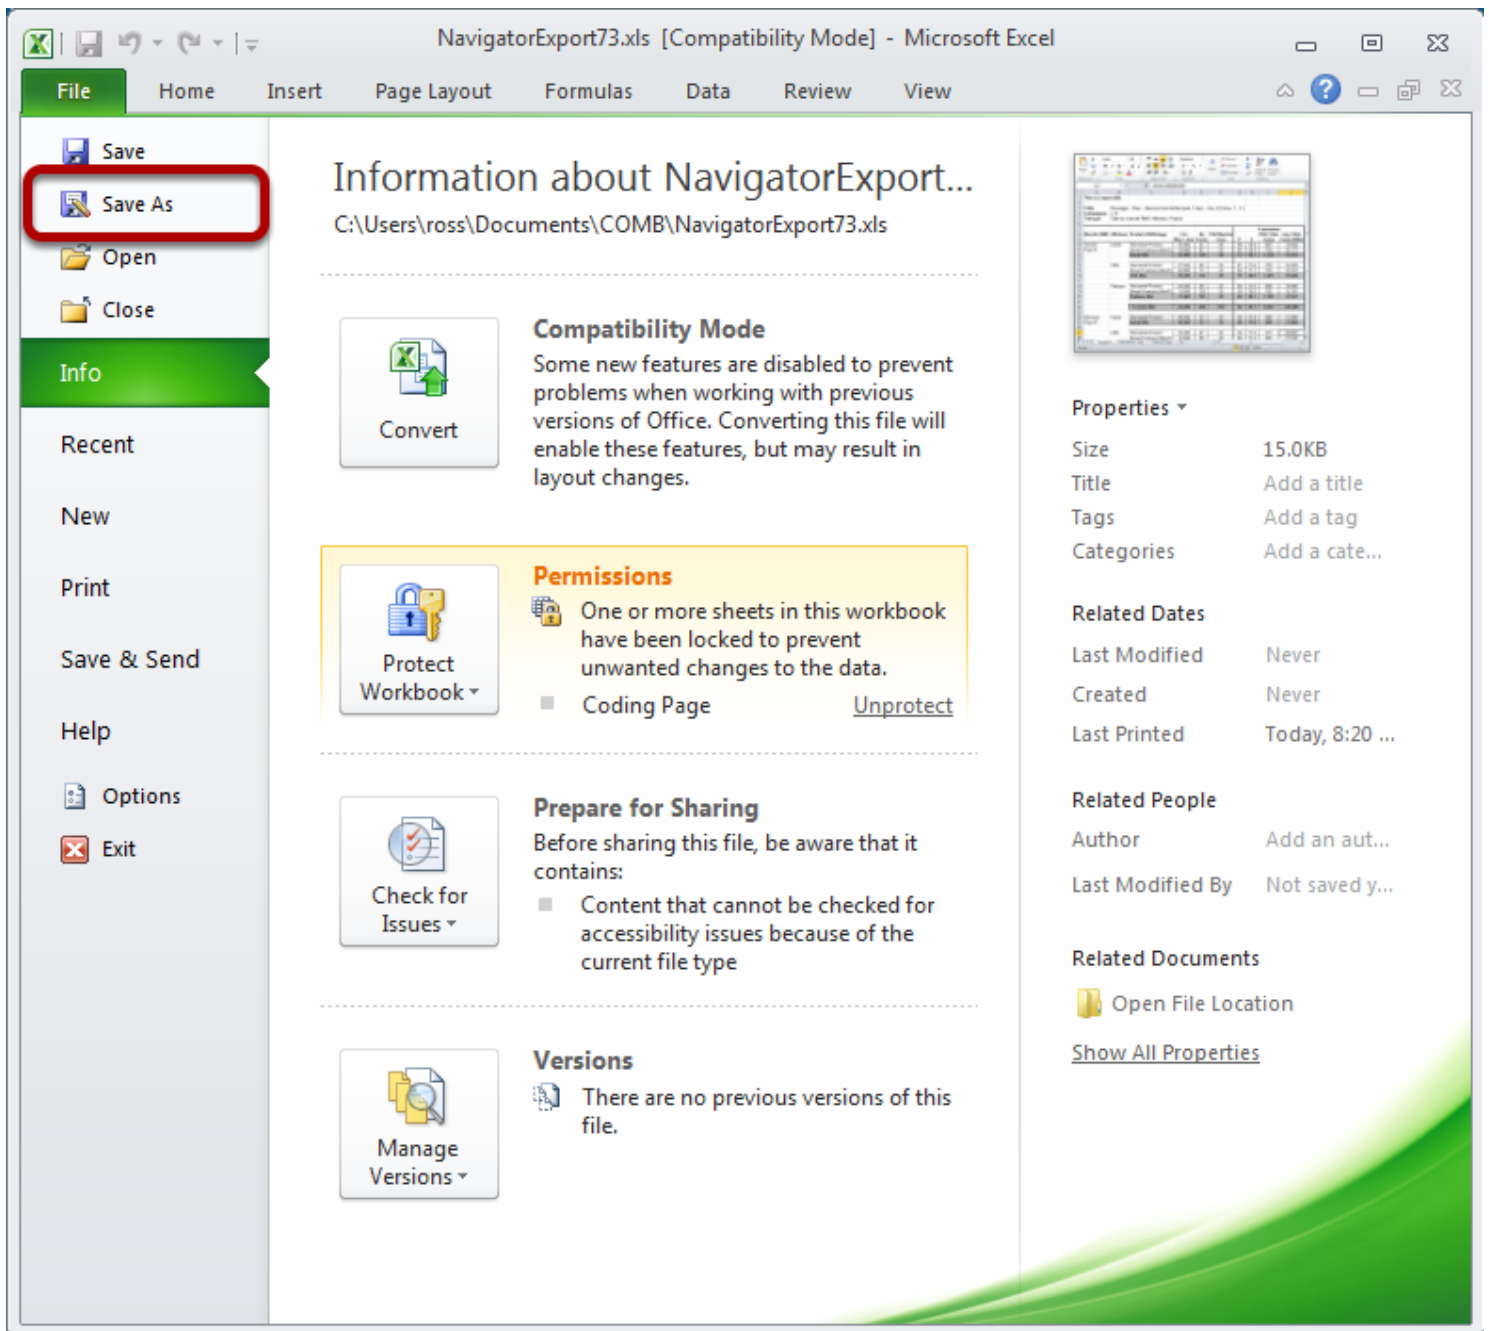 NavigatorExport73.xls [Compatibility Mode] - Microsoft Excel
File Home Insert Page Layout Formulas Data Review View
Save
Save As
Open
Close
Info
Recent
New
Print
Save & Send
Help
Options
Exit
Information about NavigatorExport...
C:\Users\ross\Documents\COMB\NavigatorExport73.xls
Convert
Compatibility Mode
Some new features are disabled to prevent
problems when working with previous
versions of Office. Converting this file will
enable these features, but may result in
layout changes.
Protect
Workbook
Permissions
One or more sheets in this workbook
have been locked to prevent
unwanted changes to the data.
Coding Page Unprotect
Check for
Issues
Prepare for Sharing
Before sharing this file, be aware that it
contains:
Content that cannot be checked for
accessibility issues because of the
current file type
Manage
Versions
Versions
There are no previous versions of this
file.
Properties
Size 15.0KB
Title Add a title
Tags Add a tag
Categories Add a cate...
Related Dates
Last Modified Never
Created Never
Last Printed Today, 8:20 ...
Related People
Author Add an aut...
Last Modified By Not saved y...
Related Documents
Open File Location
Show All Properties